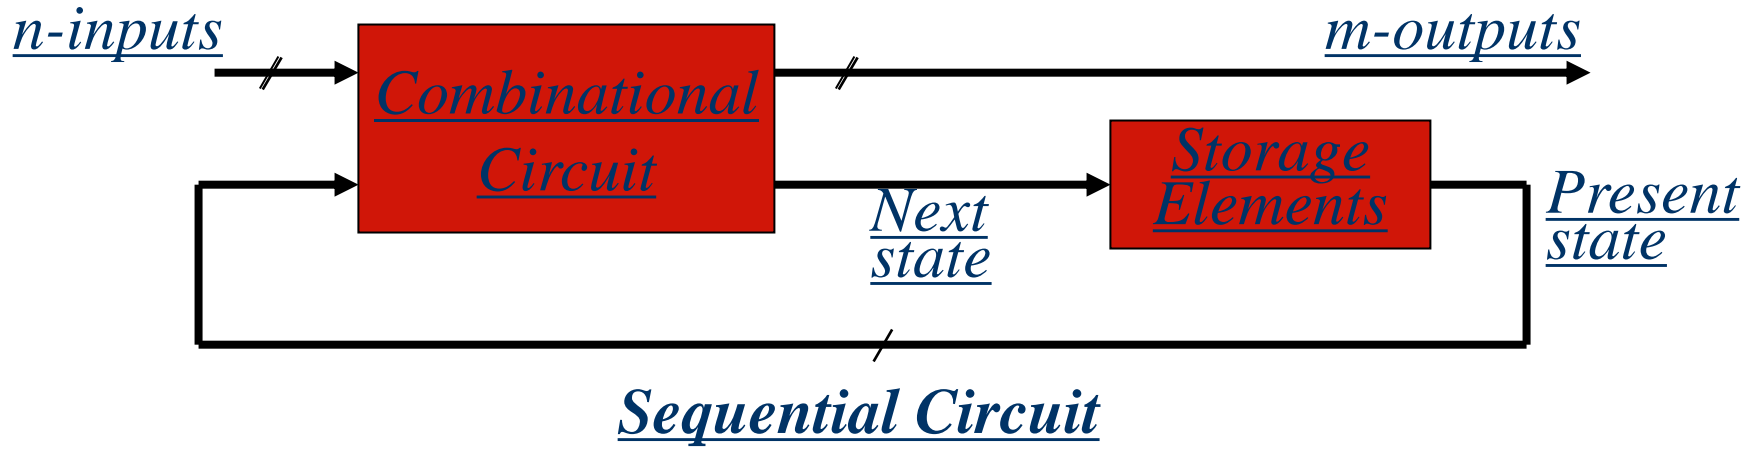 n-inputs
m-outputs
Combinational
Circuit
Storage
Elements
Next
state
Present
state
Sequential Circuit